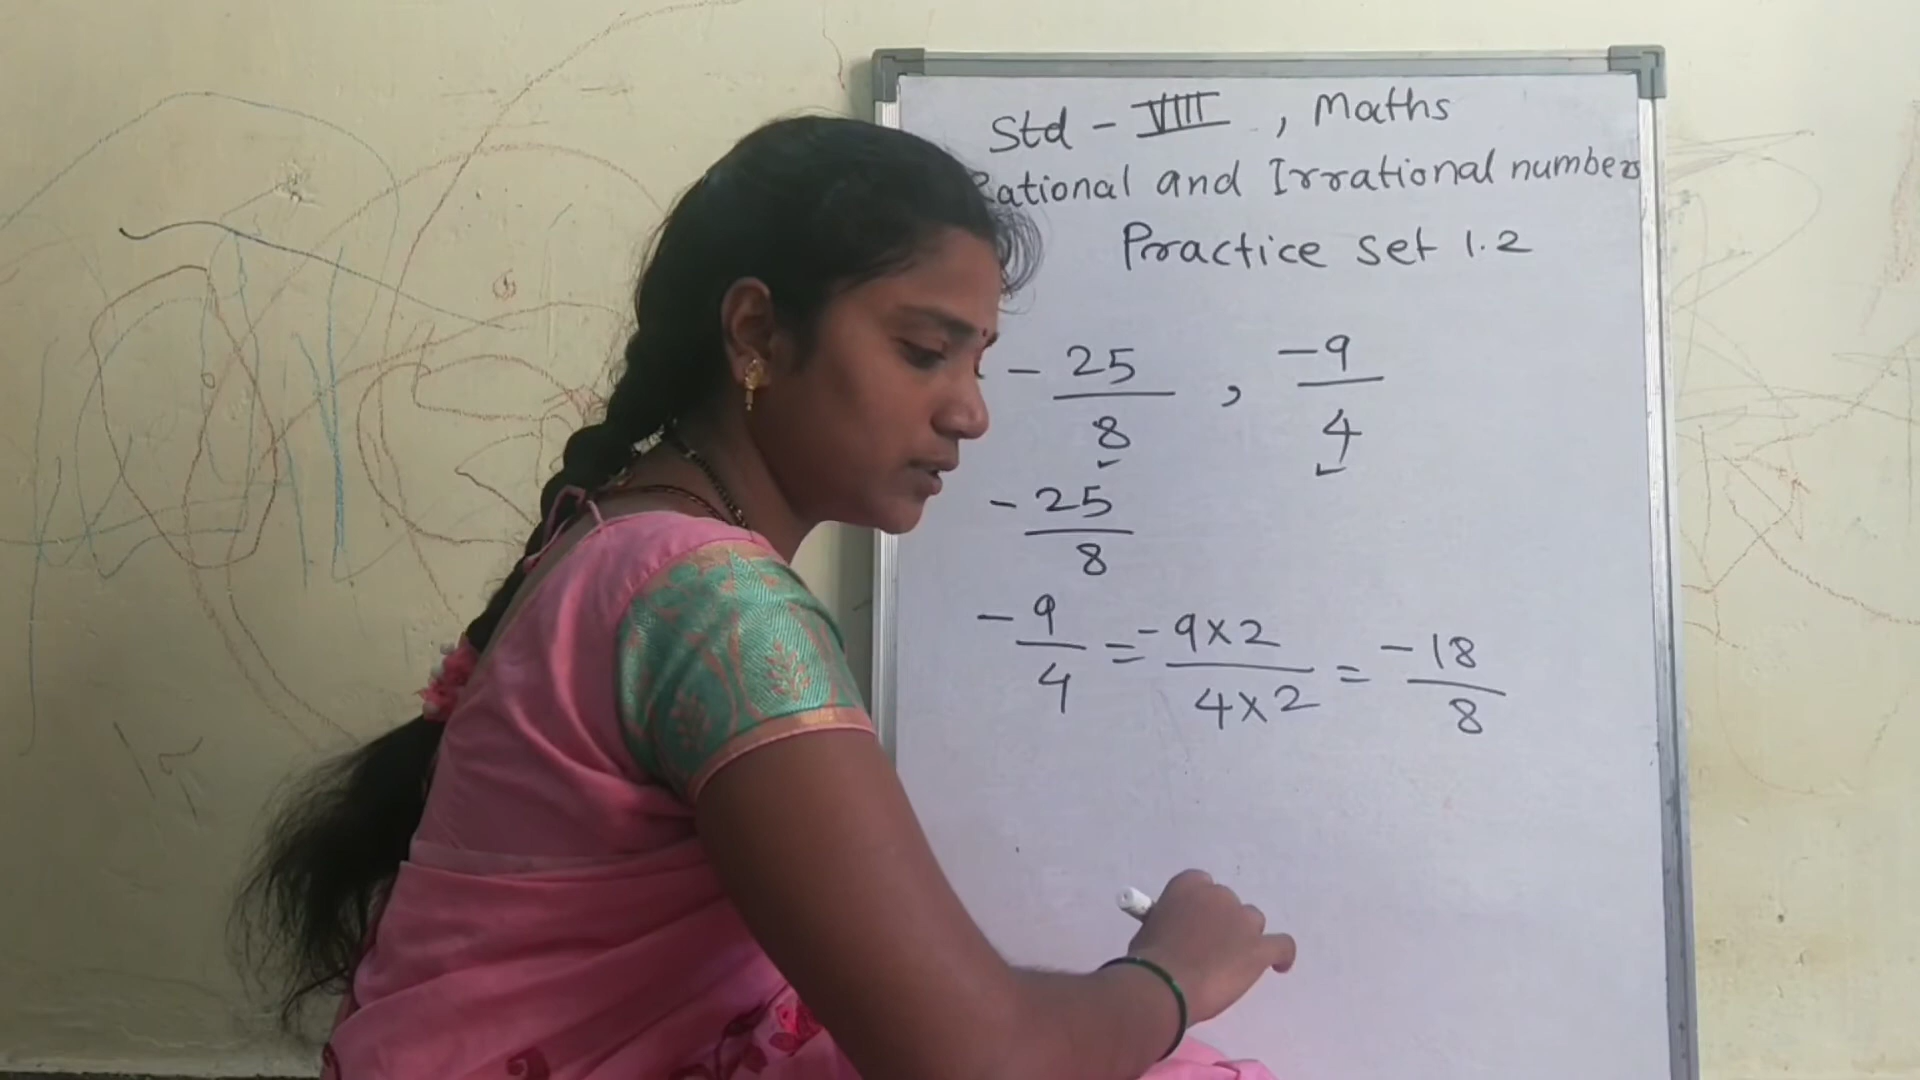 Std - VIII, Maths
Rational and Irrational numbers
Practice set 1.2
- 25/8 , -9/4
- 25/8
- 9/4 = - 9×2/4×2 = -18/8